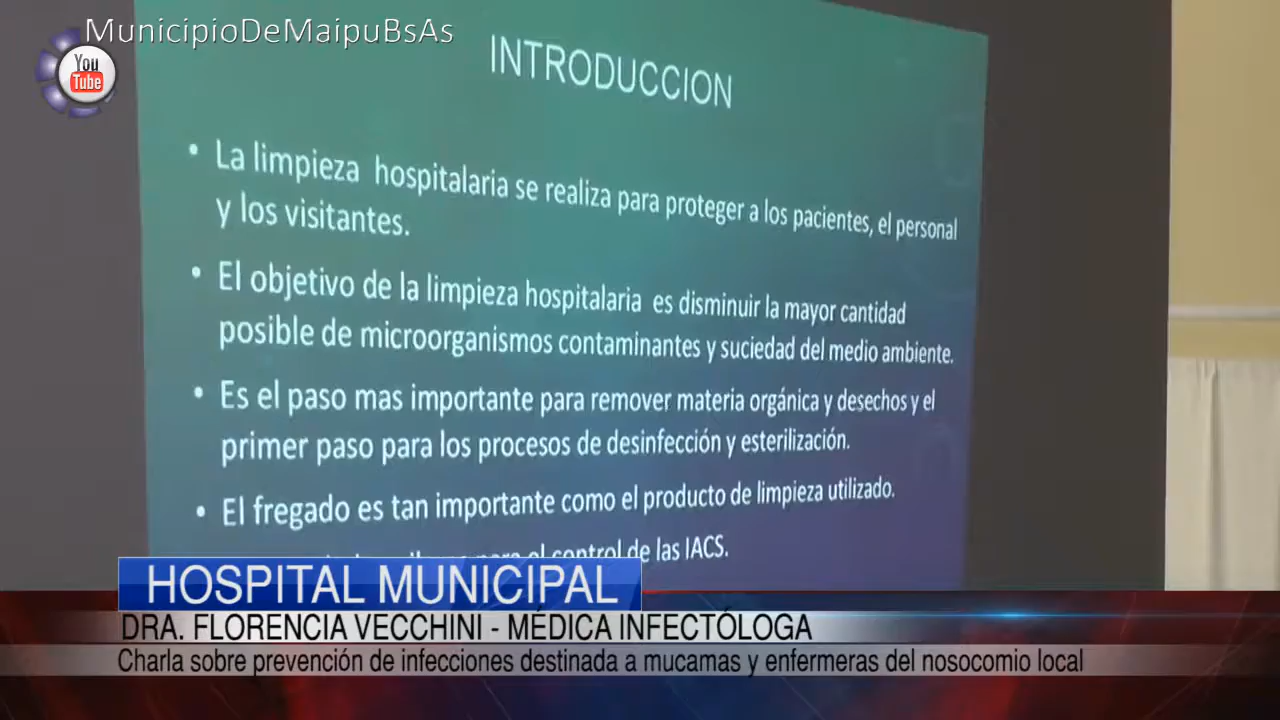 MunicipioDeMaipuBsAs
You
Tube
INTRODUCCION
• La limpieza hospitalaria se realiza para proteger a los pacientes, el personal
y los visitantes.
• El objetivo de la limpieza hospitalaria es disminuir la mayor cantidad
posible de microorganismos contaminantes y suciedad del medio ambiente.
• Es el paso mas importante para remover materia orgánica y desechos y el
primer paso para los procesos de desinfección y esterilización.
• El fregado es tan importante como el producto de limpieza utilizado.
para el control de las IACS.
HOSPITAL MUNICIPAL
DRA. FLORENCIA VECCHINI - MÉDICA INFECTÓLOGA
Charla sobre prevención de infecciones destinada a mucamas y enfermeras del nosocomio local